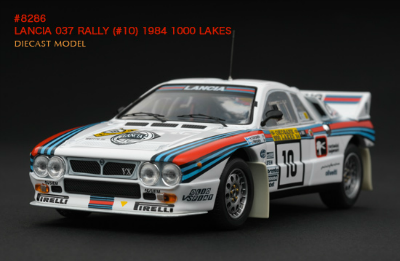 #8286
LANCIA 037 RALLY (#10) 1984 1000 LAKES
DIECAST MODEL
LANCIA
10
PIRELLI
PIRELLI